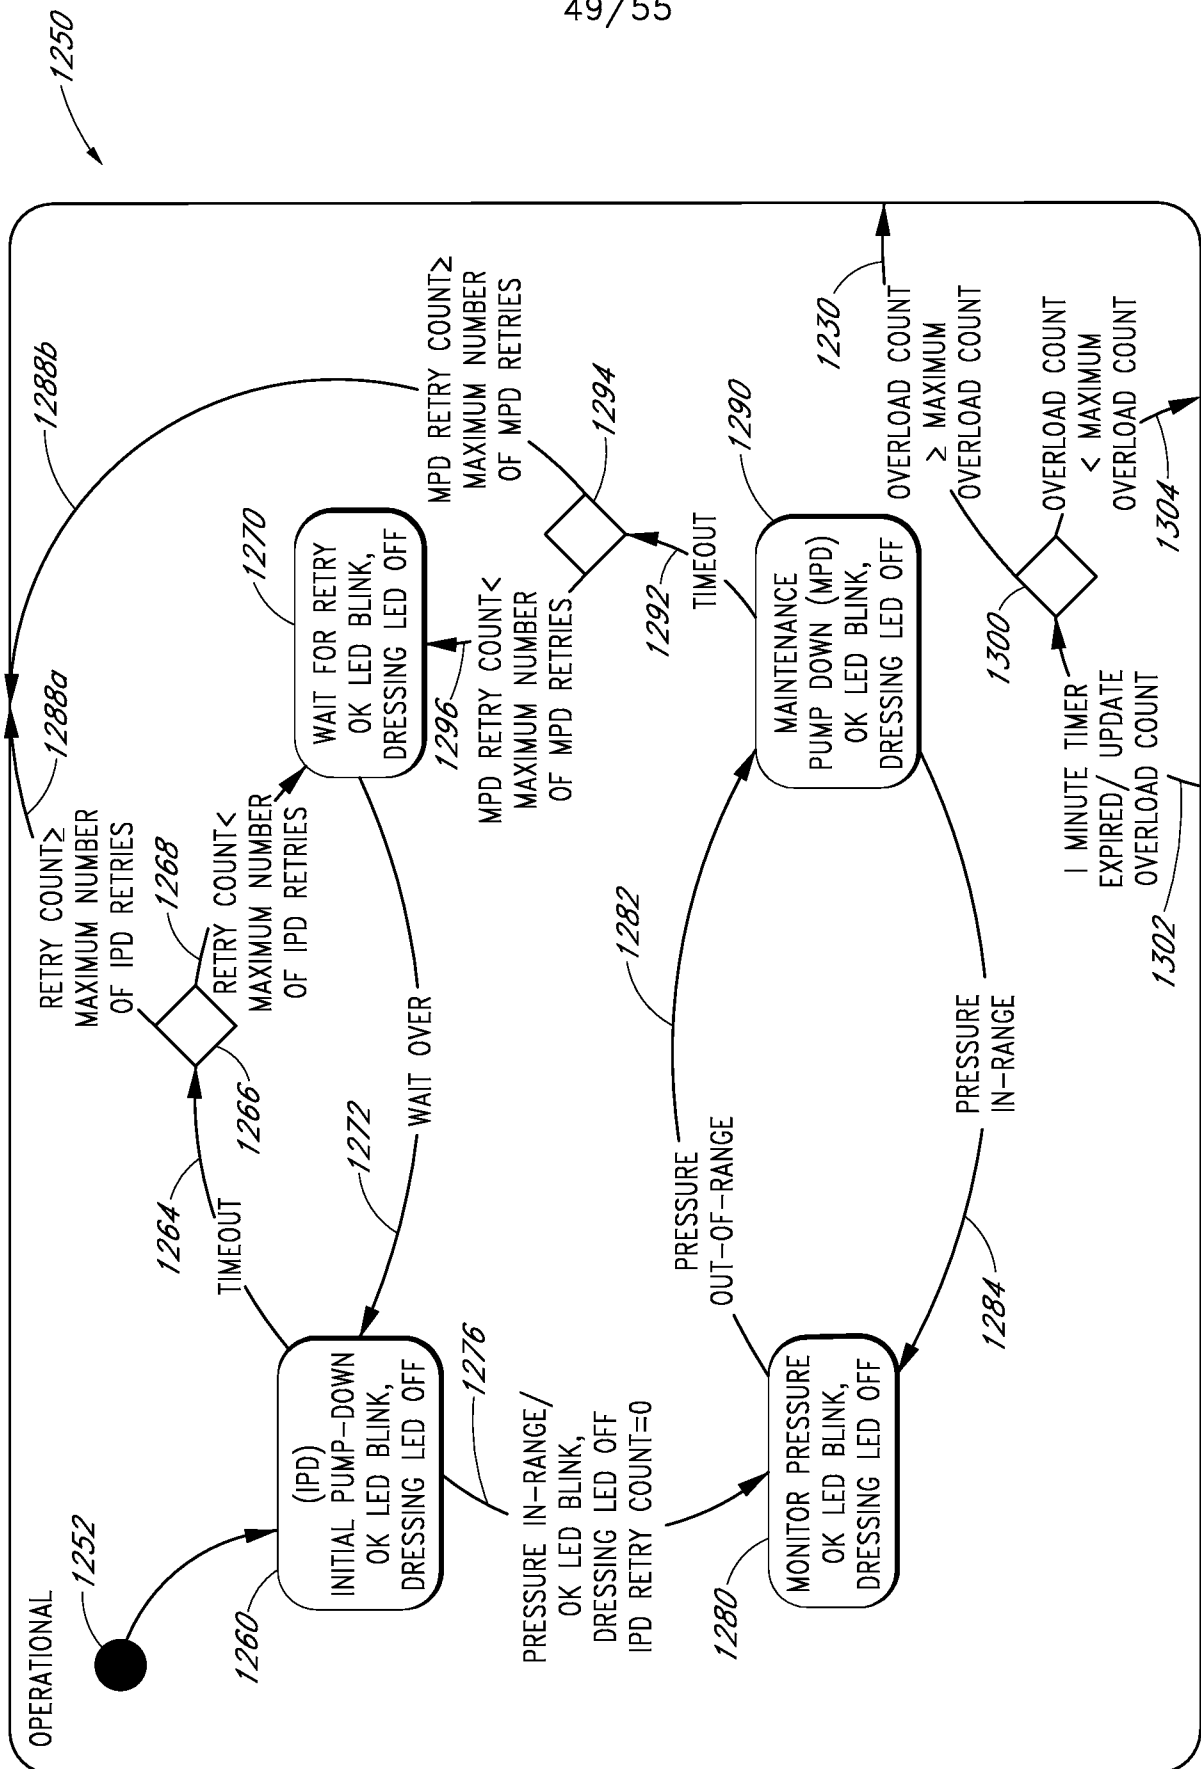 49/55
1250
OPERATIONAL
1252
1260
(IPD)
INITIAL PUMP-DOWN
OK LED BLINK,
DRESSING LED OFF
TIMEOUT
1264
1266
1268
RETRY COUNT≥
MAXIMUM NUMBER
OF IPD RETRIES
1288a
1288b
RETRY COUNT<
MAXIMUM NUMBER
OF IPD RETRIES
1270
WAIT FOR RETRY
OK LED BLINK,
DRESSING LED OFF
WAIT OVER
1272
1276
PRESSURE IN-RANGE/
OK LED BLINK,
DRESSING LED OFF
IPD RETRY COUNT=0
1280
MONITOR PRESSURE
OK LED BLINK,
DRESSING LED OFF
PRESSURE
OUT-OF-RANGE
1282
PRESSURE
IN-RANGE
1284
1290
MAINTENANCE
PUMP DOWN (MPD)
OK LED BLINK,
DRESSING LED OFF
TIMEOUT
1292
1294
MPD RETRY COUNT≥
MAXIMUM NUMBER
OF MPD RETRIES
1296
MPD RETRY COUNT<
MAXIMUM NUMBER
OF MPD RETRIES
1230
OVERLOAD COUNT
≥ MAXIMUM
OVERLOAD COUNT
1300
OVERLOAD COUNT
< MAXIMUM
OVERLOAD COUNT
1304
1 MINUTE TIMER
EXPIRED/ UPDATE
OVERLOAD COUNT
1302